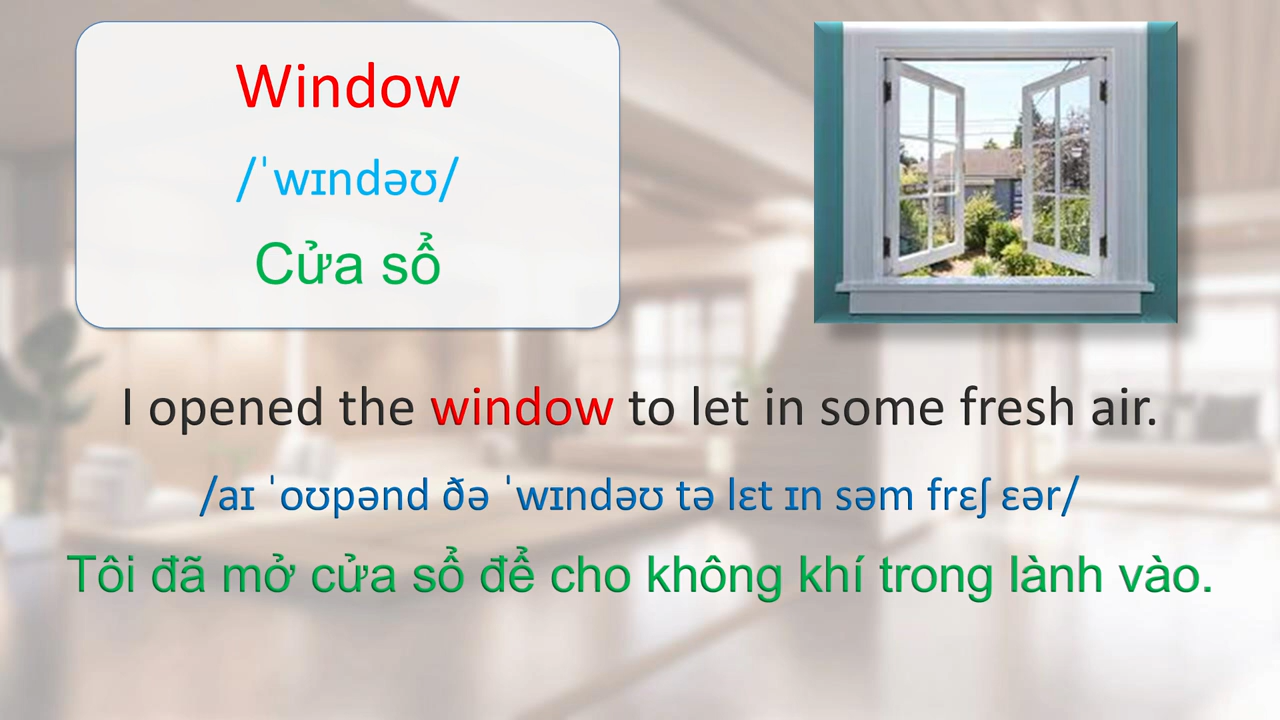 Window
/ˈwɪndəʊ/
Cửa sổ
I opened the window to let in some fresh air.
/aɪ ˈoʊpənd ðə ˈwɪndəʊ tə lɛt ɪn səm frɛʃ ɛər/
Tôi đã mở cửa sổ để cho không khí trong lành vào.